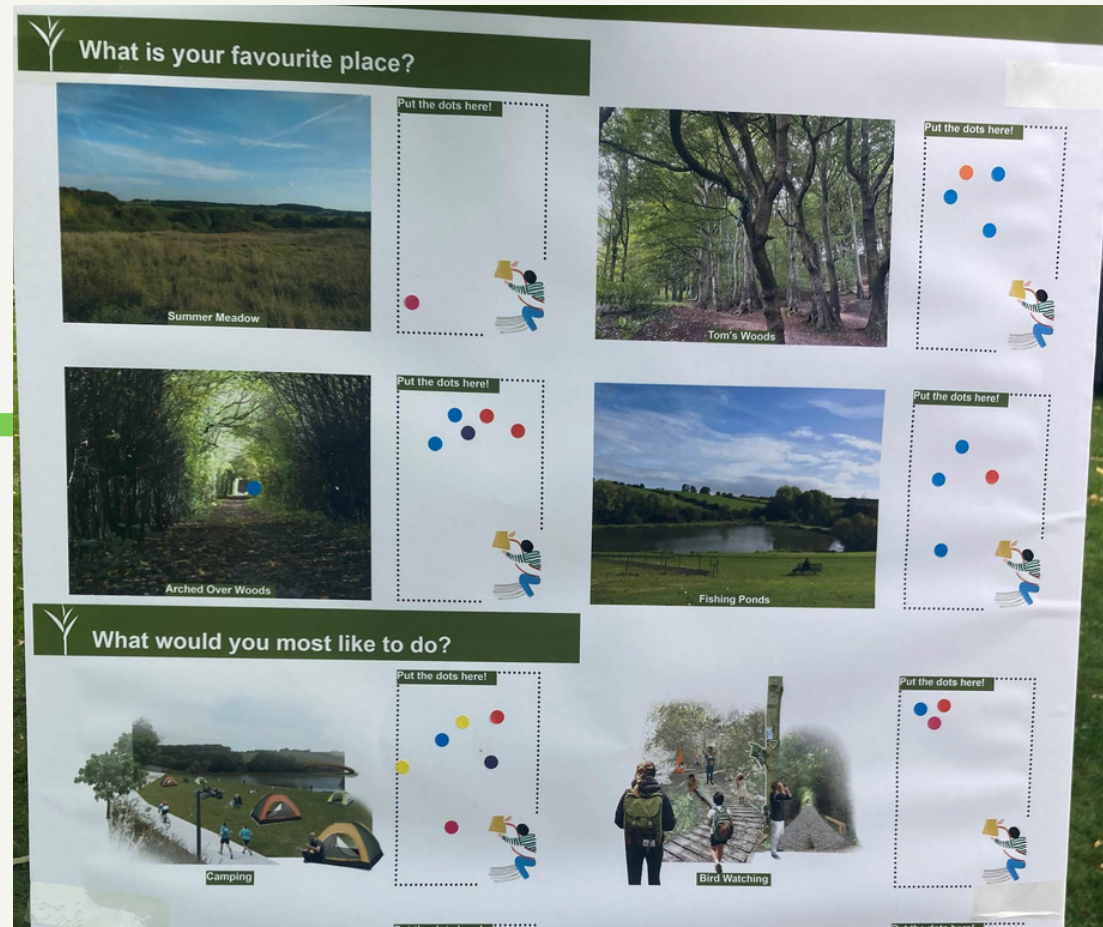 What is your favourite place?
Put the dots here!
Put the dots here!
Summer Meadow
Tom's Woods
Put the dots here!
Put the dots here!
Arched Over Woods
Fishing Ponds
What would you most like to do?
Put the dots here!
Put the dots here!
Camping
Bird Watching